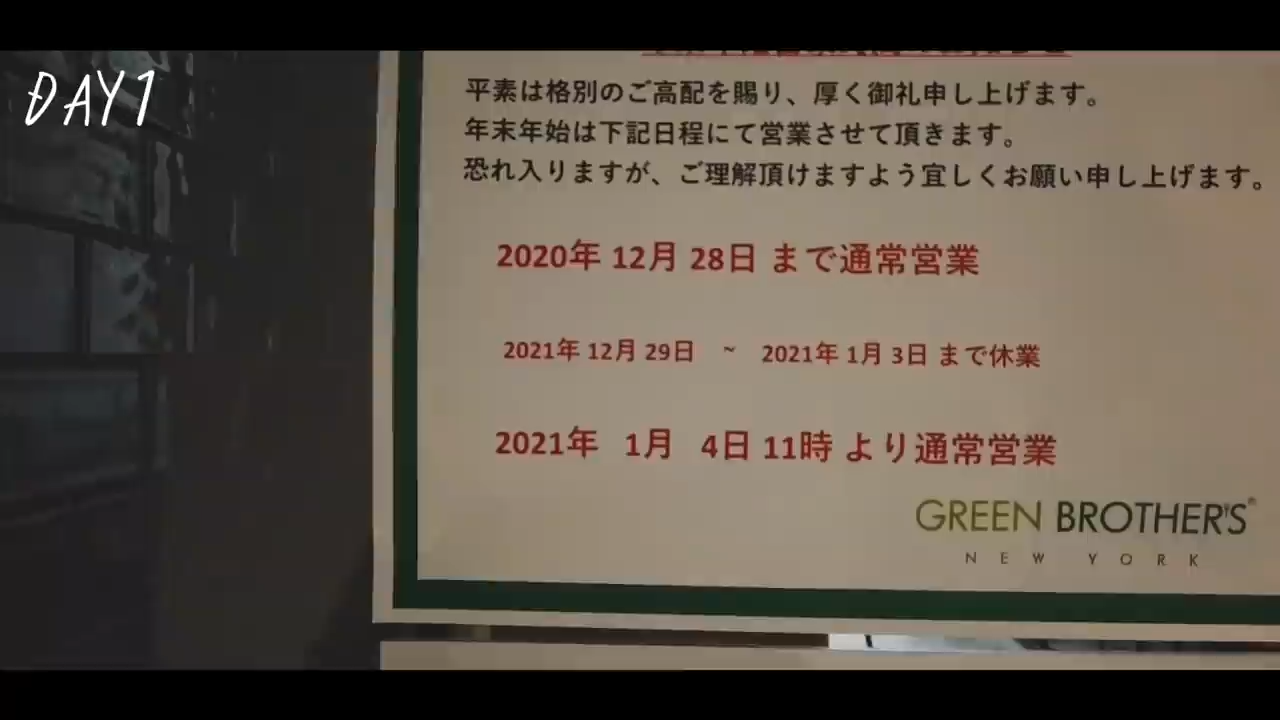 DAY1
平素は格別のご高配を賜り、厚く御礼申し上げます。
年末年始は下記日程にて営業させて頂きます。
恐れ入りますが、ご理解頂けますよう宜しくお願い申し上げます。
2020年 12月 28日 まで通常営業
2021年 12月 29日 ~ 2021年 1月 3日 まで休業
2021年 1月 4日 11時 より通常営業
GREEN BROTHER'S®
NEW YORK